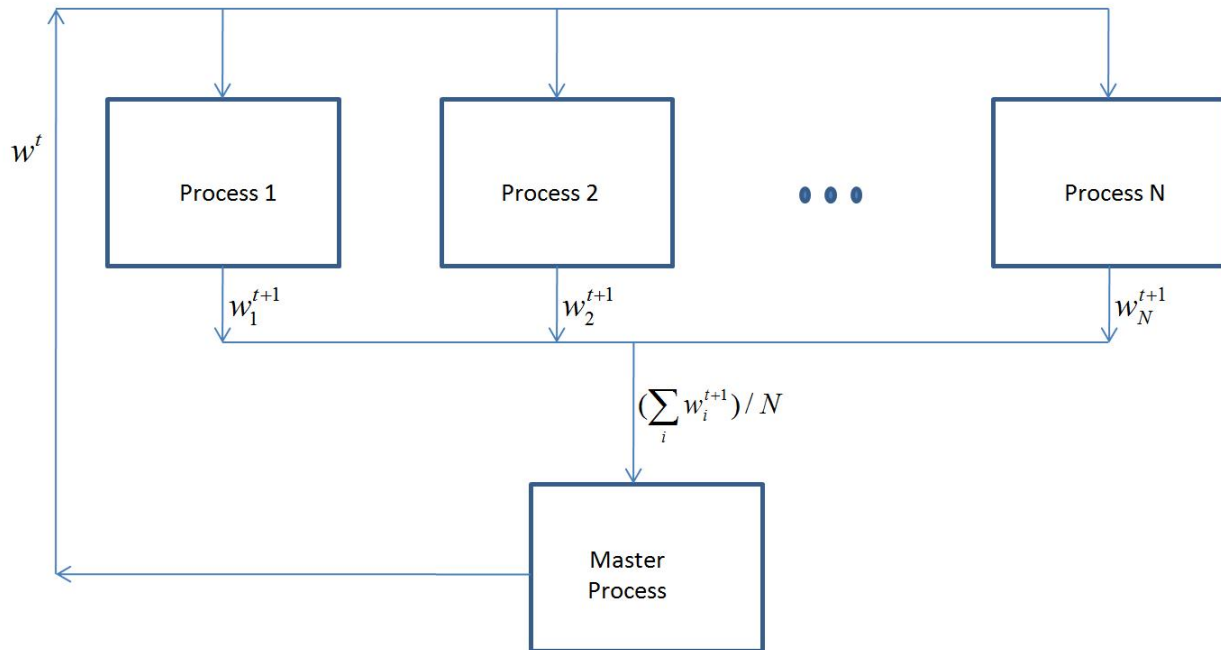 w^t
Process 1
Process 2
Process N
w_1^{t+1}
w_2^{t+1}
w_N^{t+1}
(∑_i w_i^{t+1}) / N
Master
Process